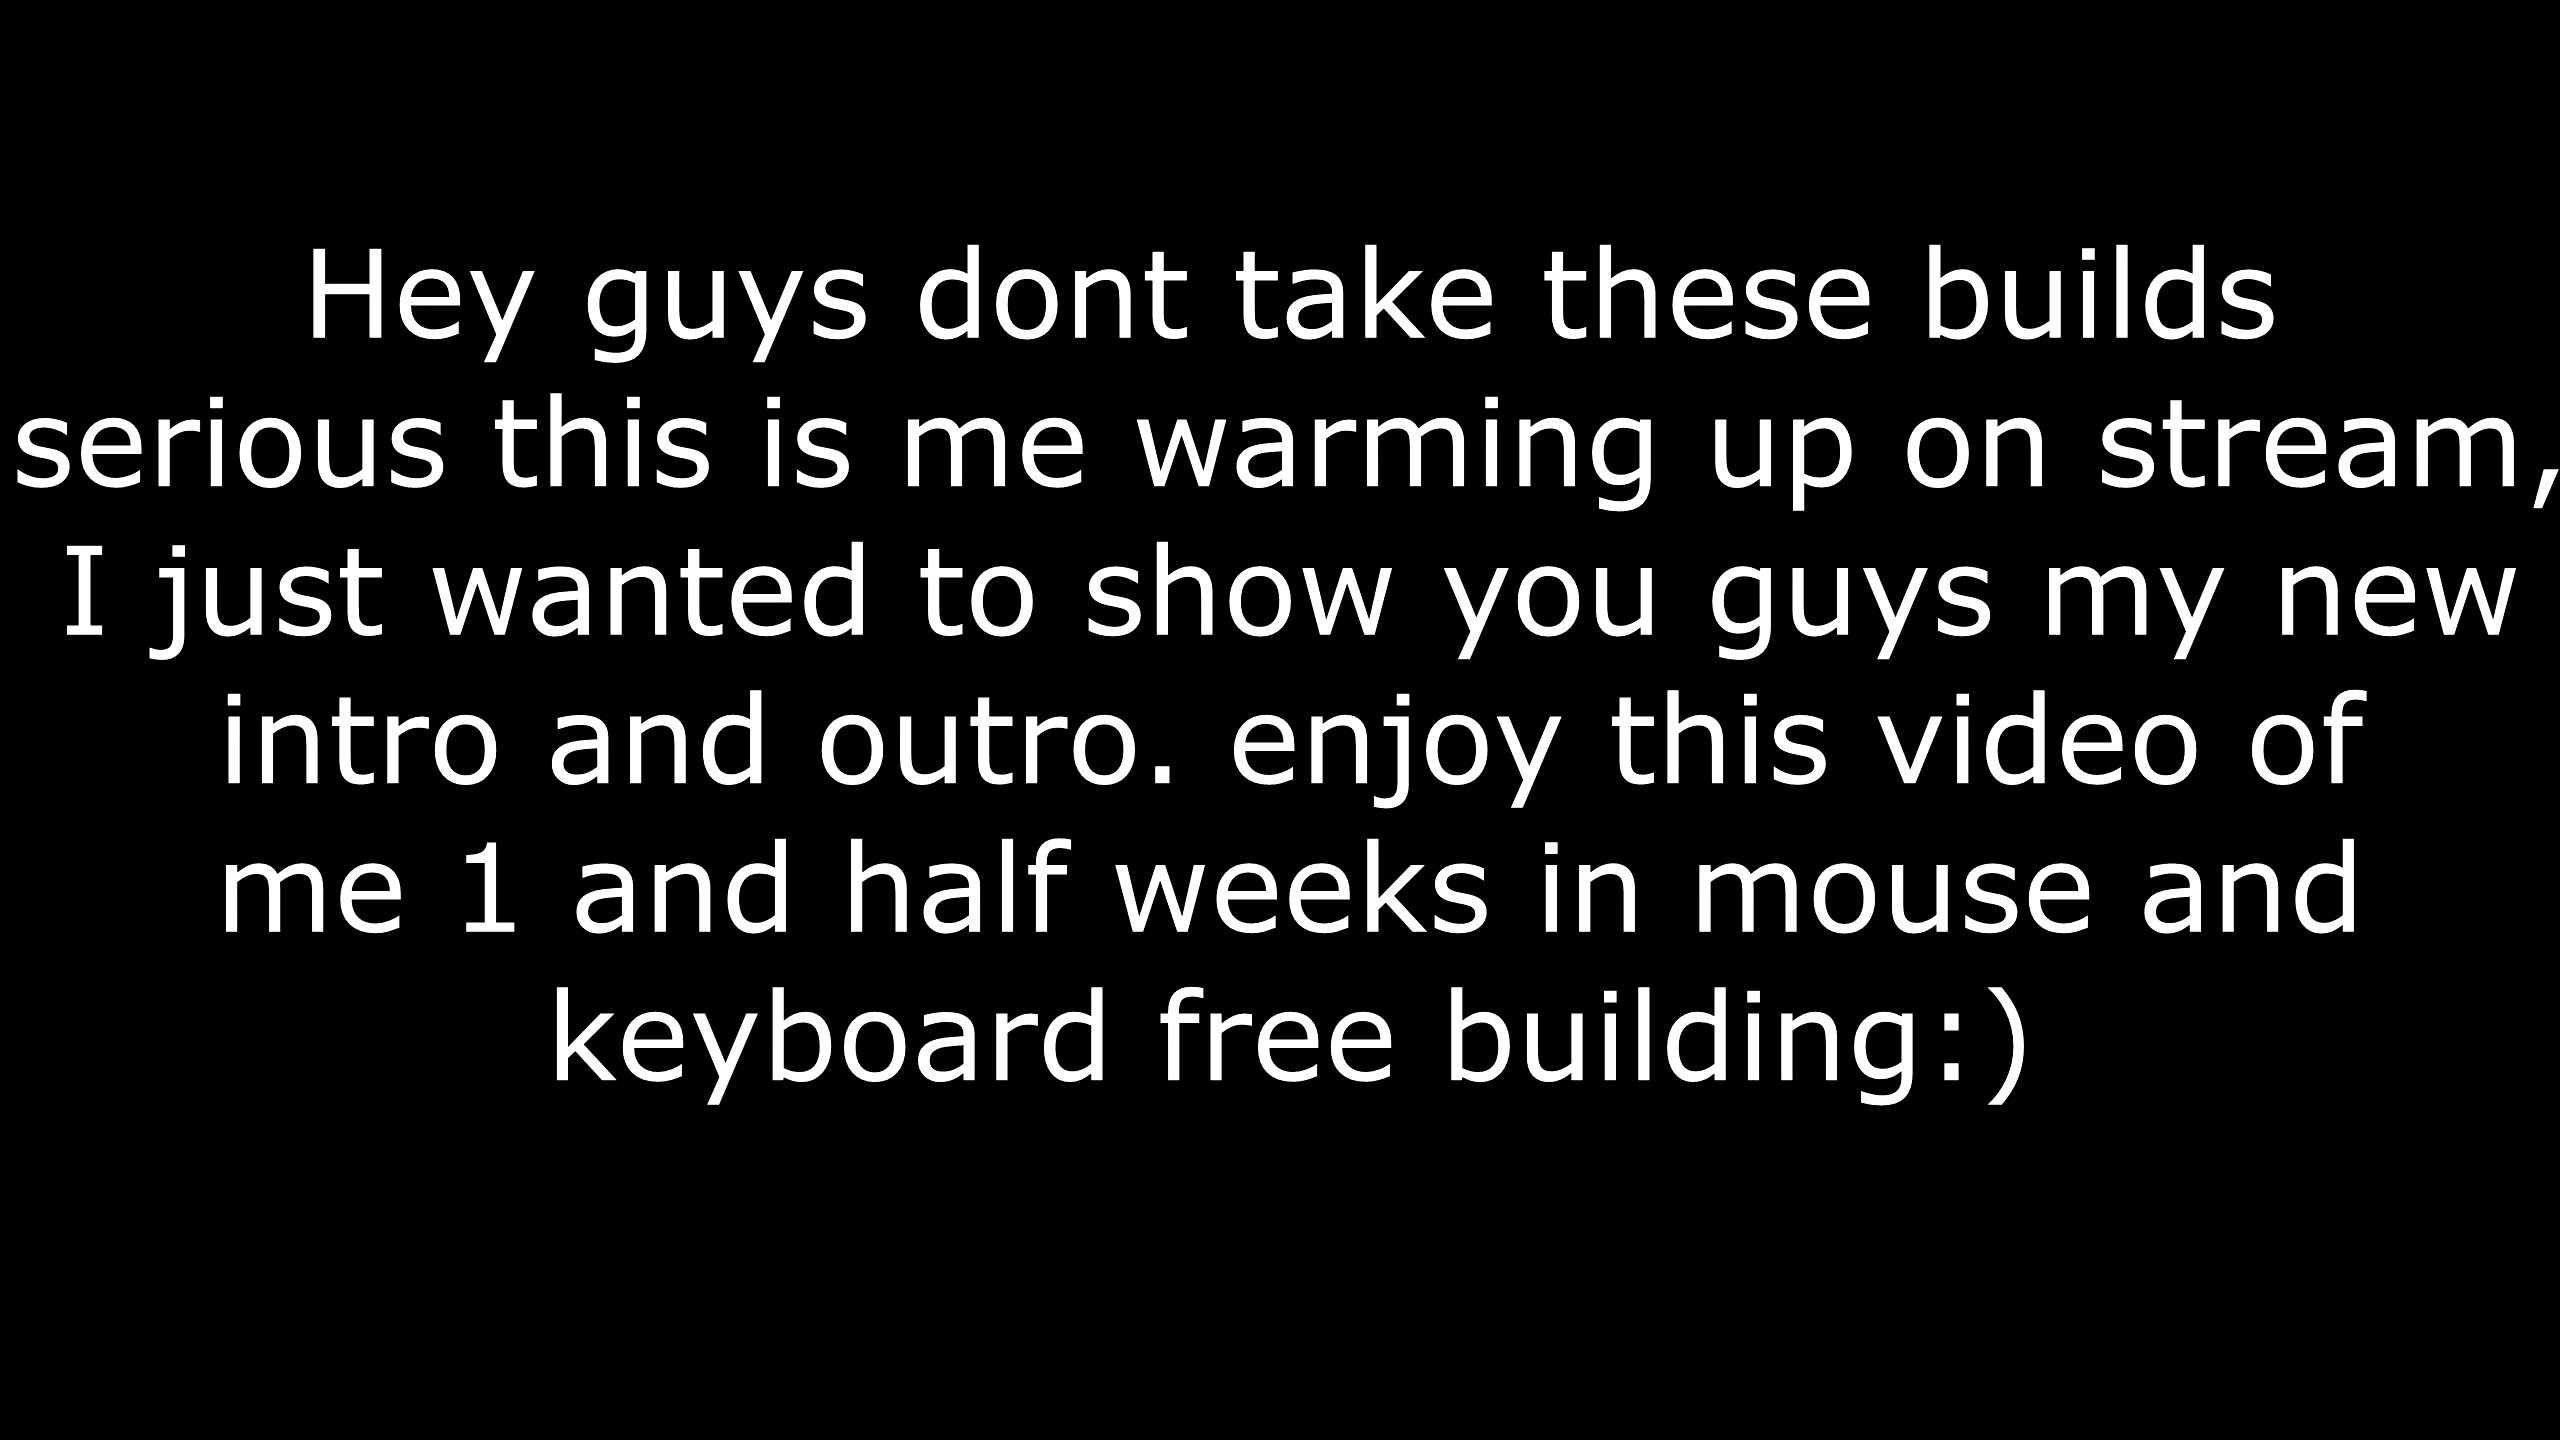 Hey guys dont take these builds
serious this is me warming up on stream,
I just wanted to show you guys my new
intro and outro. enjoy this video of
me 1 and half weeks in mouse and
keyboard free building:)